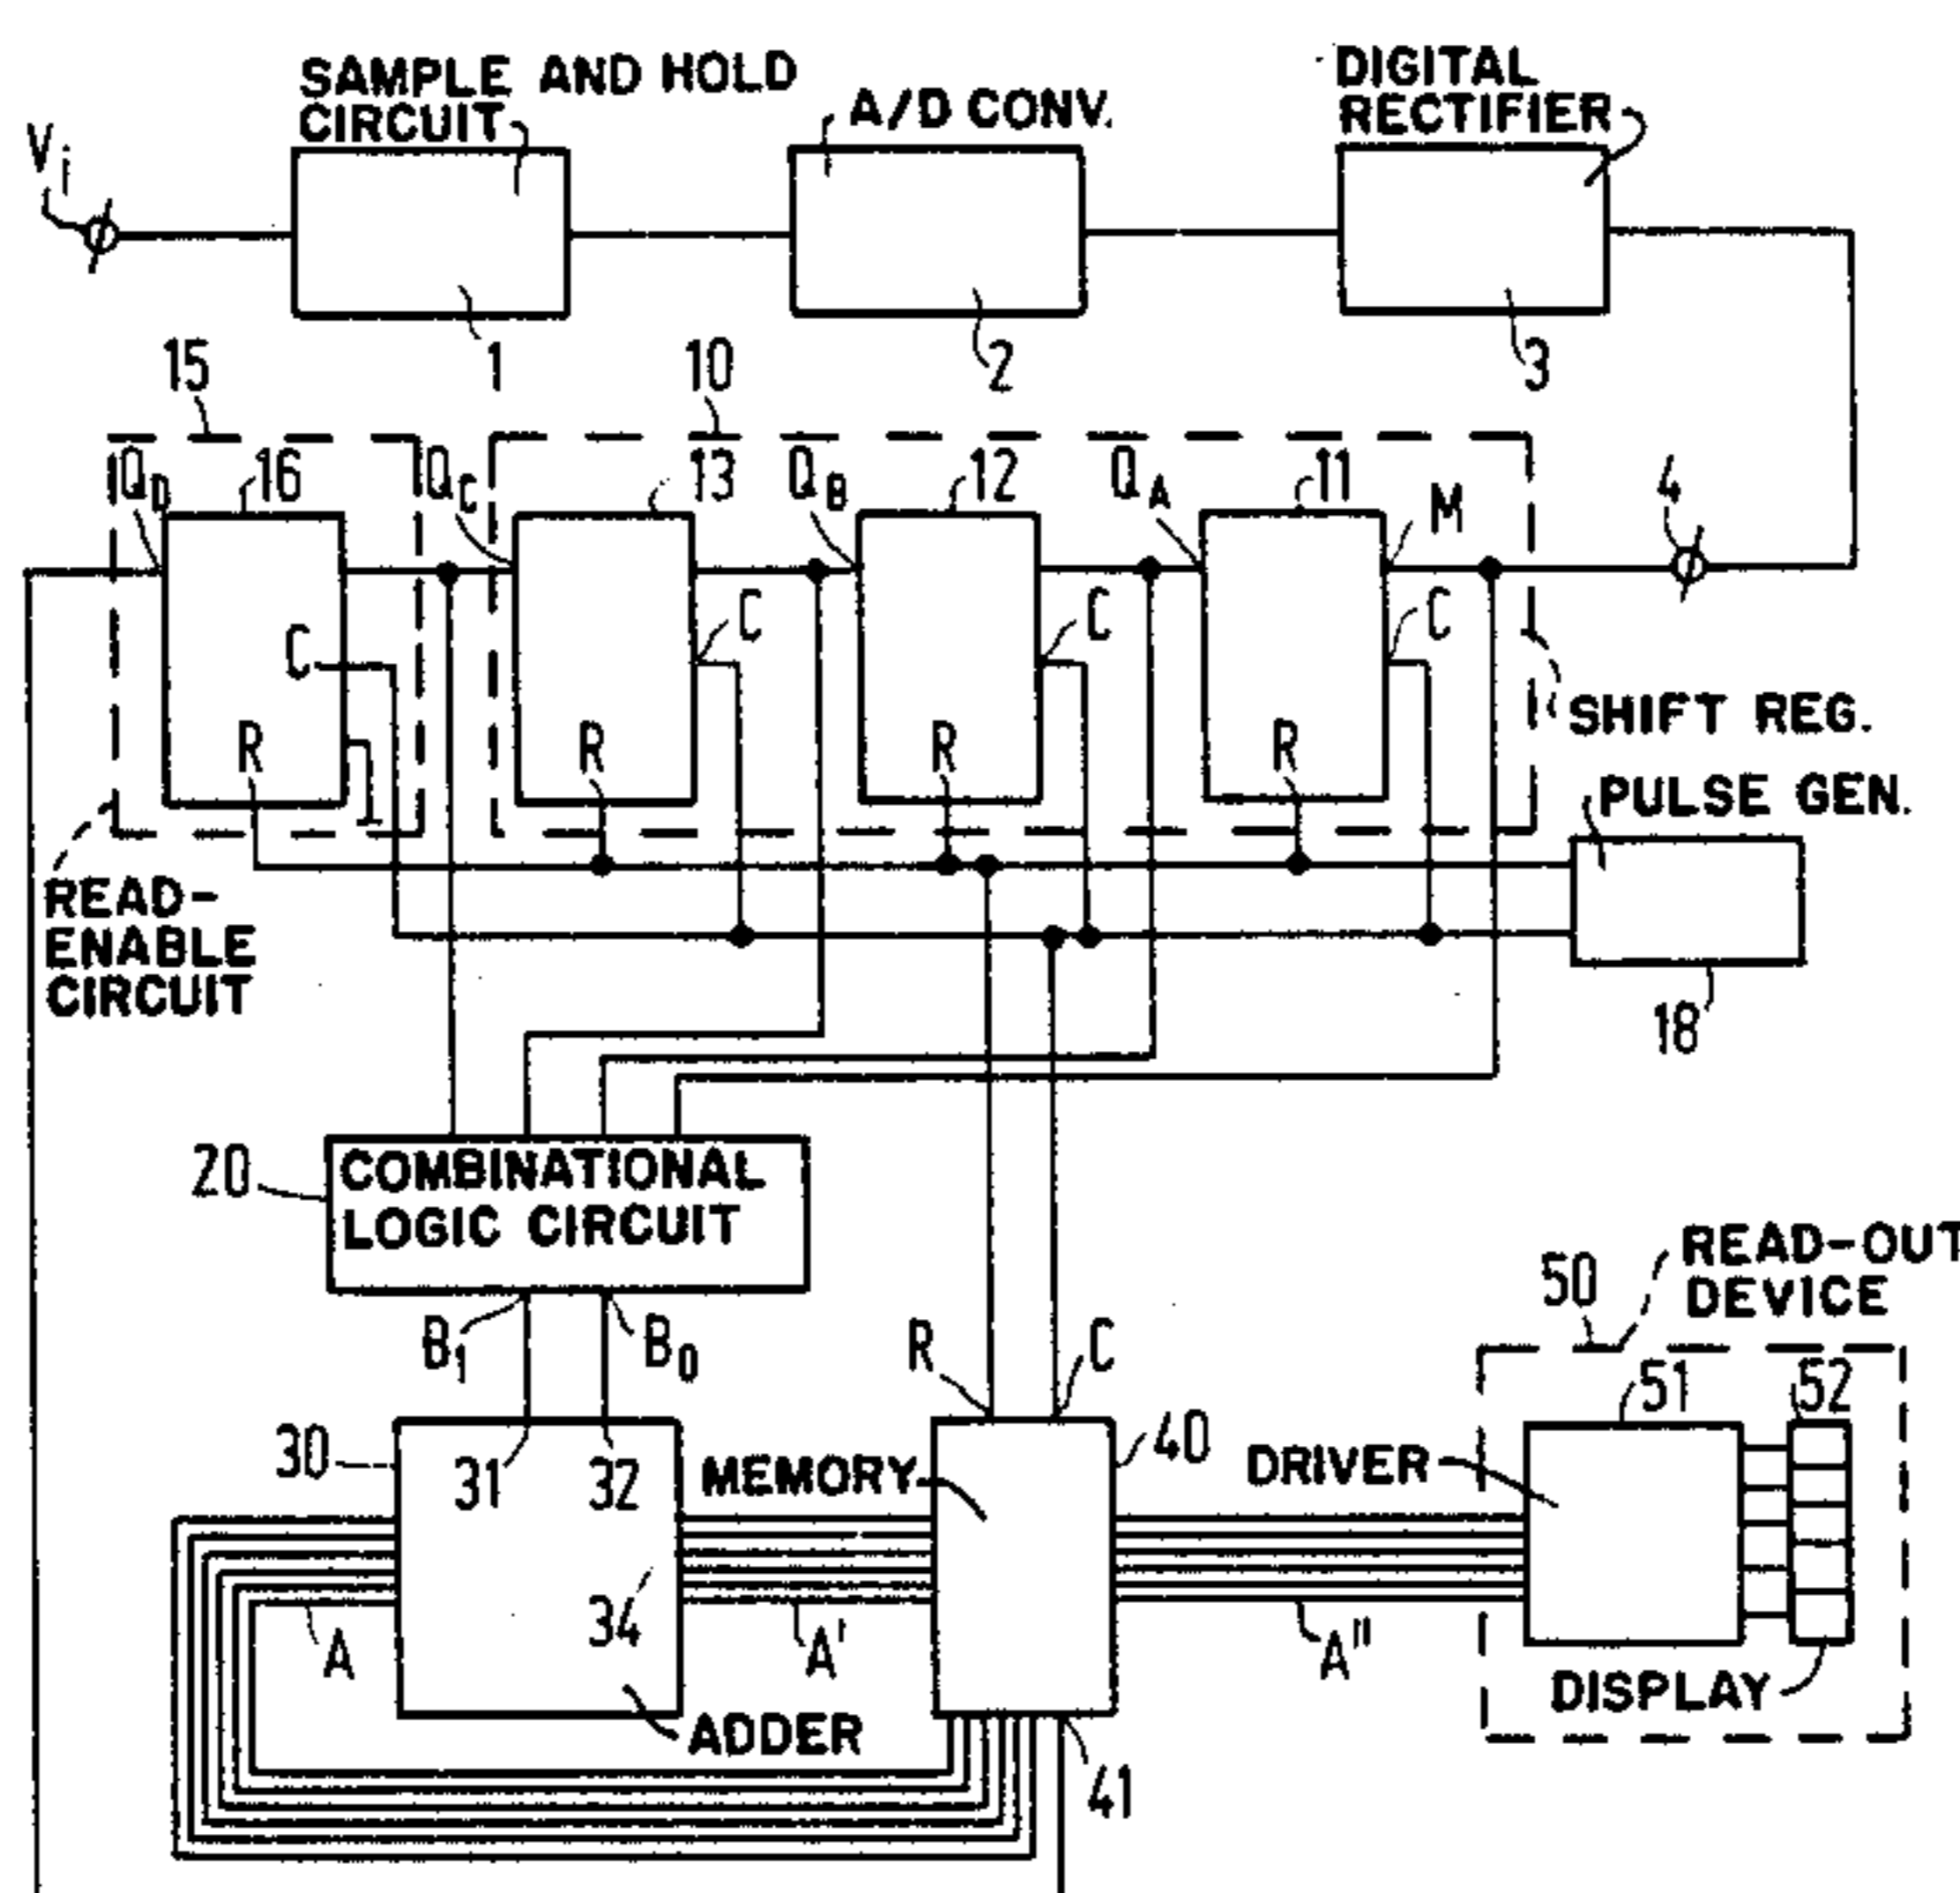 SAMPLE AND HOLD
CIRCUIT
A/D CONV.
DIGITAL
RECTIFIER
Vi
1
2
3
15
10
QD
16
QC
13
QB
12
QA
11
M
4
C
C
C
C
R
R
R
R
SHIFT REG.
PULSE GEN.
READ-
ENABLE
CIRCUIT
18
20
COMBINATIONAL
LOGIC CIRCUIT
READ-OUT
DEVICE
50
B1
B0
R
C
51
52
30
31
32
MEMORY
40
DRIVER
34
A
A'
A"
DISPLAY
ADDER
41